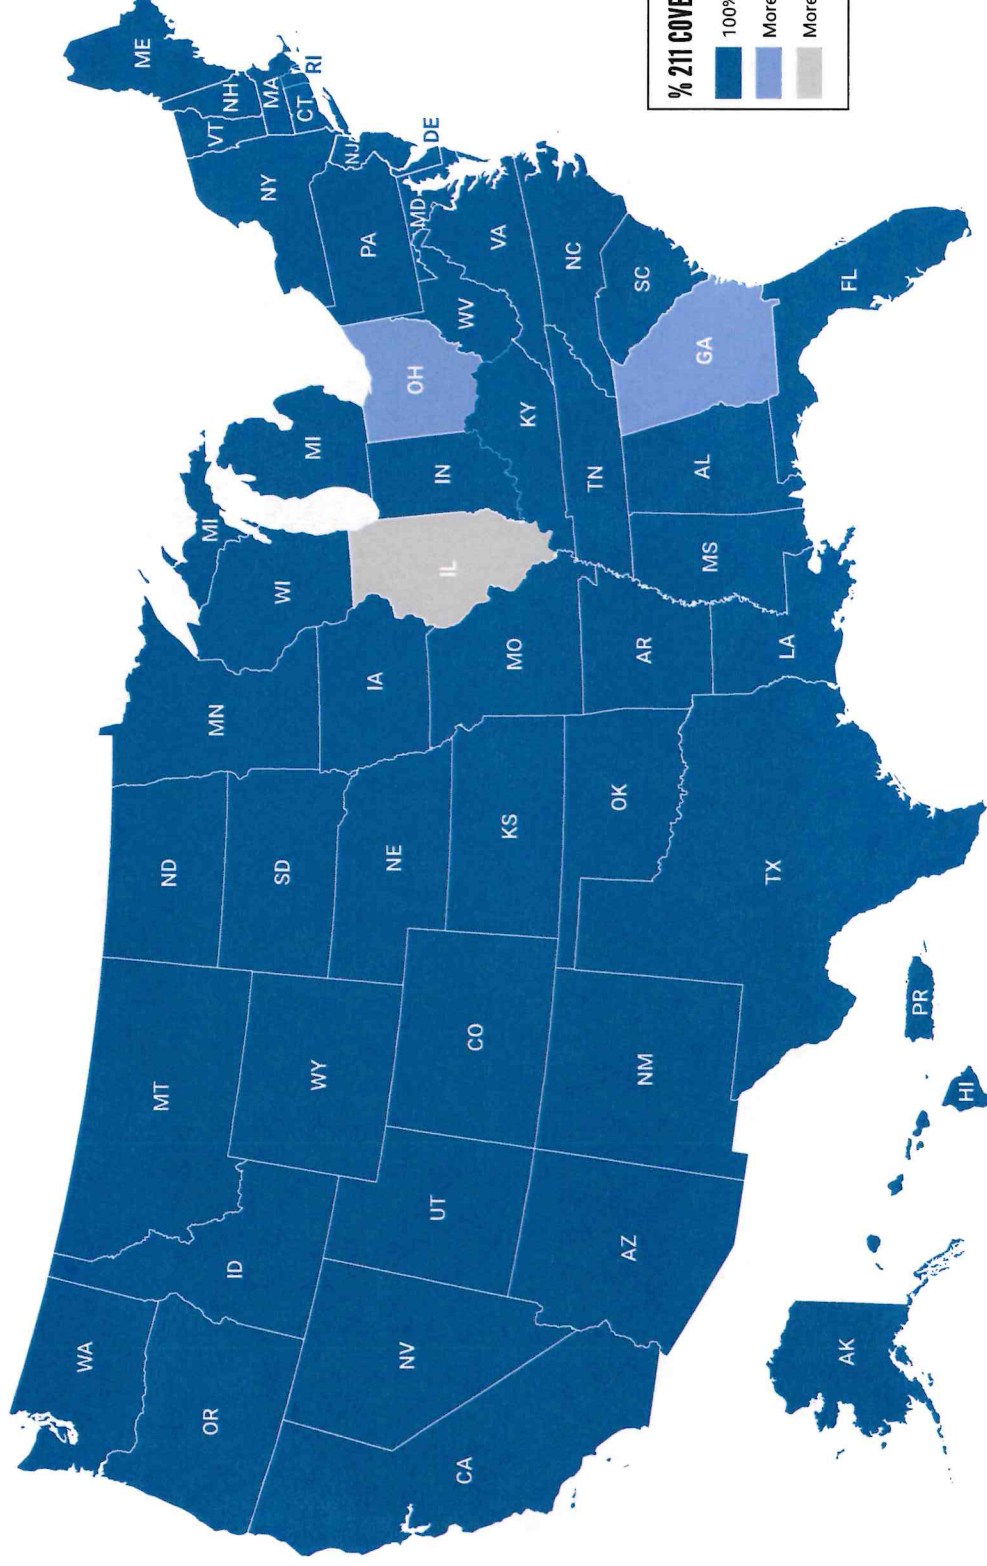 ME
VT
NH
MA
RI
CT
NY
NJ
DE
PA
MD
VA
WV
NC
SC
OH
GA
FL
KY
TN
AL
MI
IN
MI
WI
IL
MS
MN
IA
MO
AR
LA
ND
SD
NE
KS
OK
TX
MT
WY
CO
NM
ID
UT
AZ
WA
OR
NV
CA
AK
HI
PR
% 211 COVE
100%
More
More